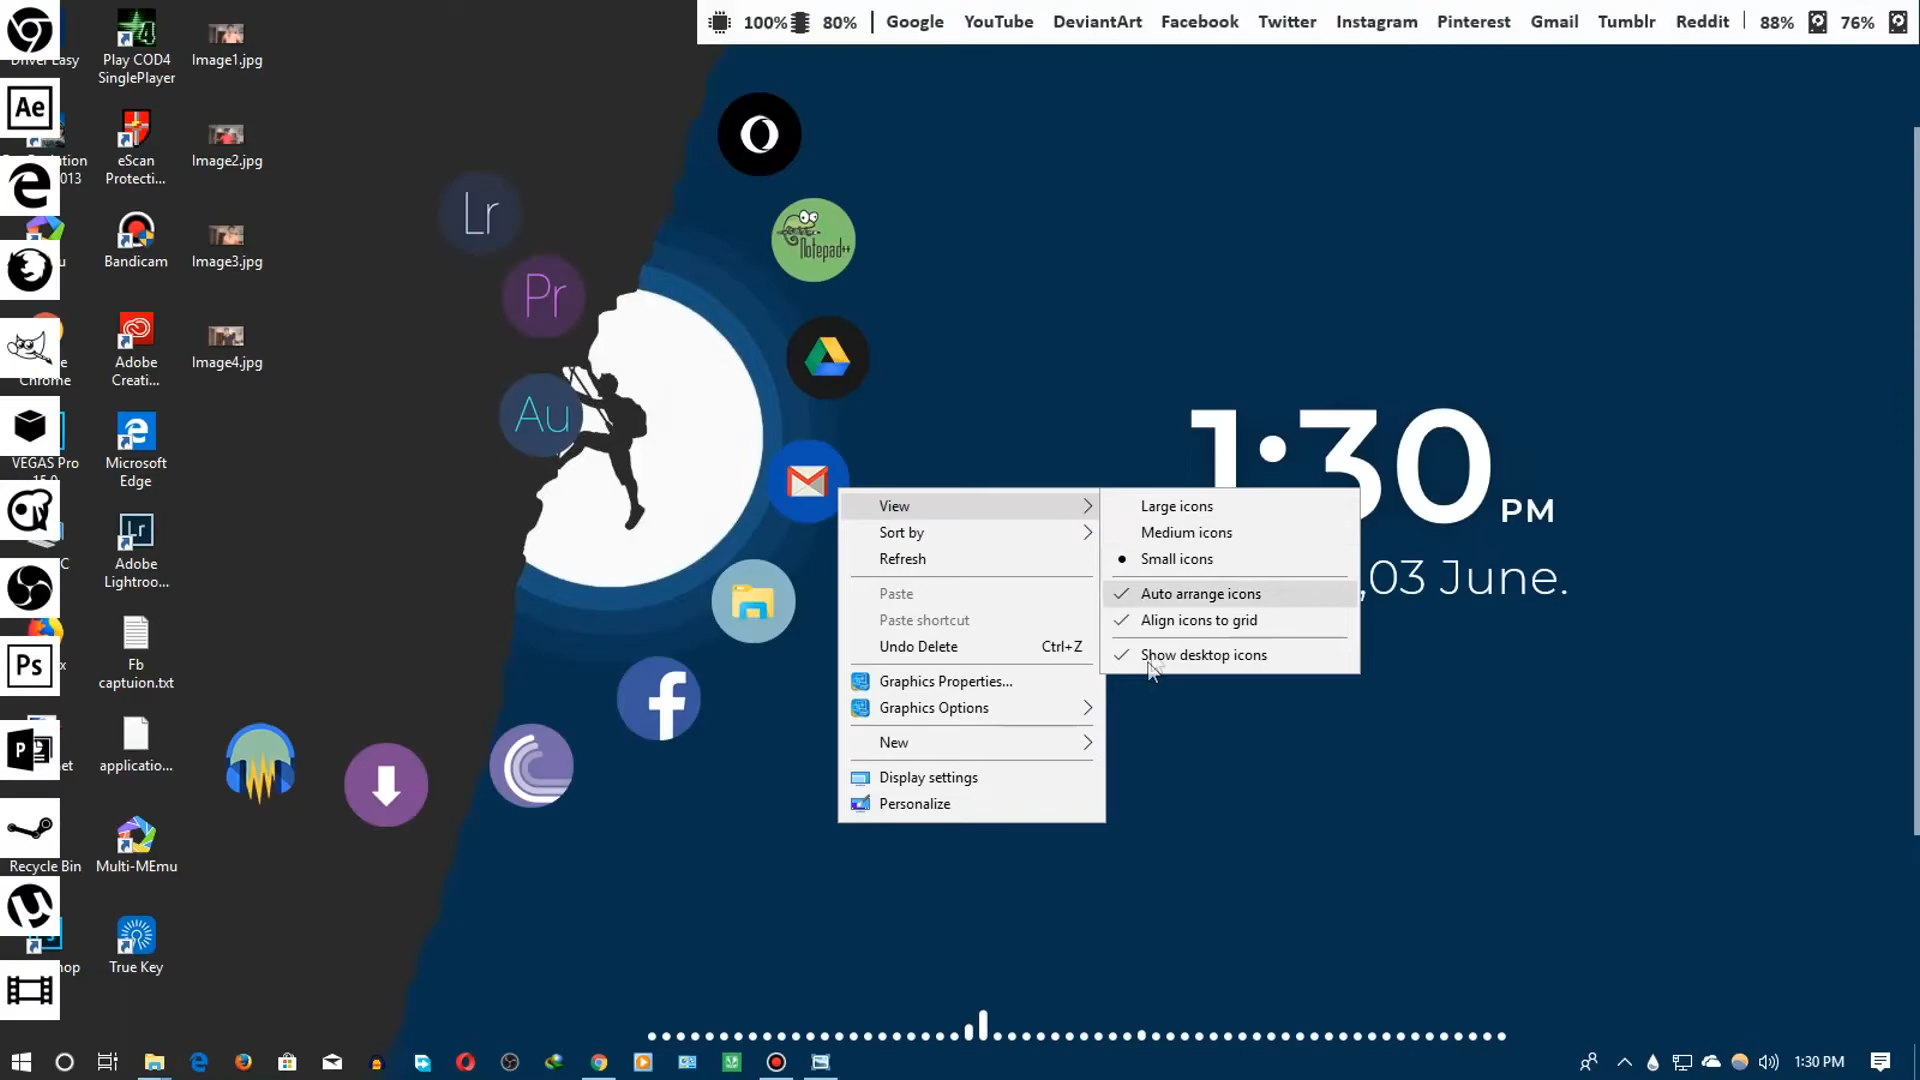 100% 80% Google YouTube DeviantArt Facebook Twitter Instagram Pinterest Gmail Tumblr Reddit 88% 76%
Play COD4
SinglePlayer
Image1.jpg
Ae
013
eScan
Protecti...
Image2.jpg
Bandicam
Image3.jpg
Chrome
Adobe
Creati...
Image4.jpg
VEGAS Pro
Microsoft
Edge
Adobe
Lightroo...
Ps
Fb
captuion.txt
applicatio...
Recycle Bin
Multi-MEmu
True Key
Lr
Pr
Au
Notepad++
1:30 PM
,03 June.
View
Sort by
Refresh
Paste
Paste shortcut
Undo Delete Ctrl+Z
Graphics Properties...
Graphics Options
New
Display settings
Personalize
Large icons
Medium icons
Small icons
Auto arrange icons
Align icons to grid
Show desktop icons
1:30 PM